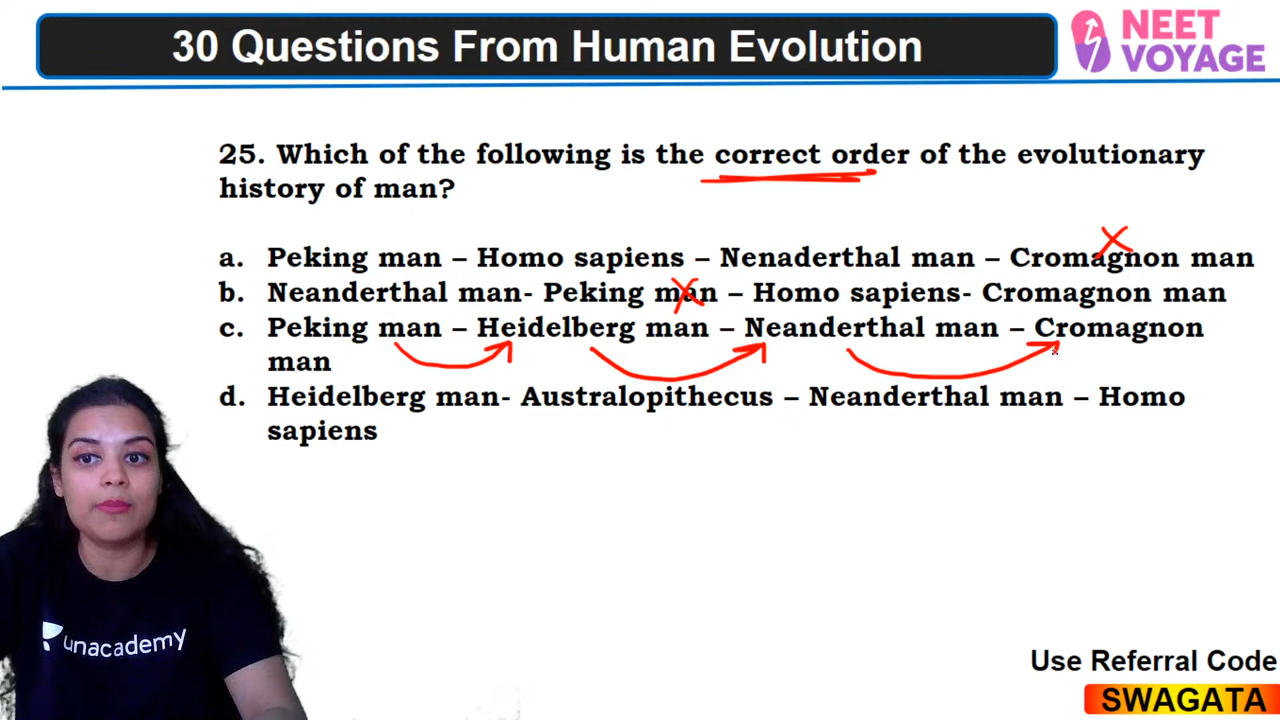 30 Questions From Human Evolution
NEET
VOYAGE
25. Which of the following is the correct order of the evolutionary
history of man?
a. Peking man – Homo sapiens – Nenaderthal man – Cromagnon man
b. Neanderthal man- Peking man – Homo sapiens- Cromagnon man
c. Peking man – Heidelberg man – Neanderthal man – Cromagnon
man
d. Heidelberg man- Australopithecus – Neanderthal man – Homo
sapiens
unacademy
Use Referral Code
SWAGATA